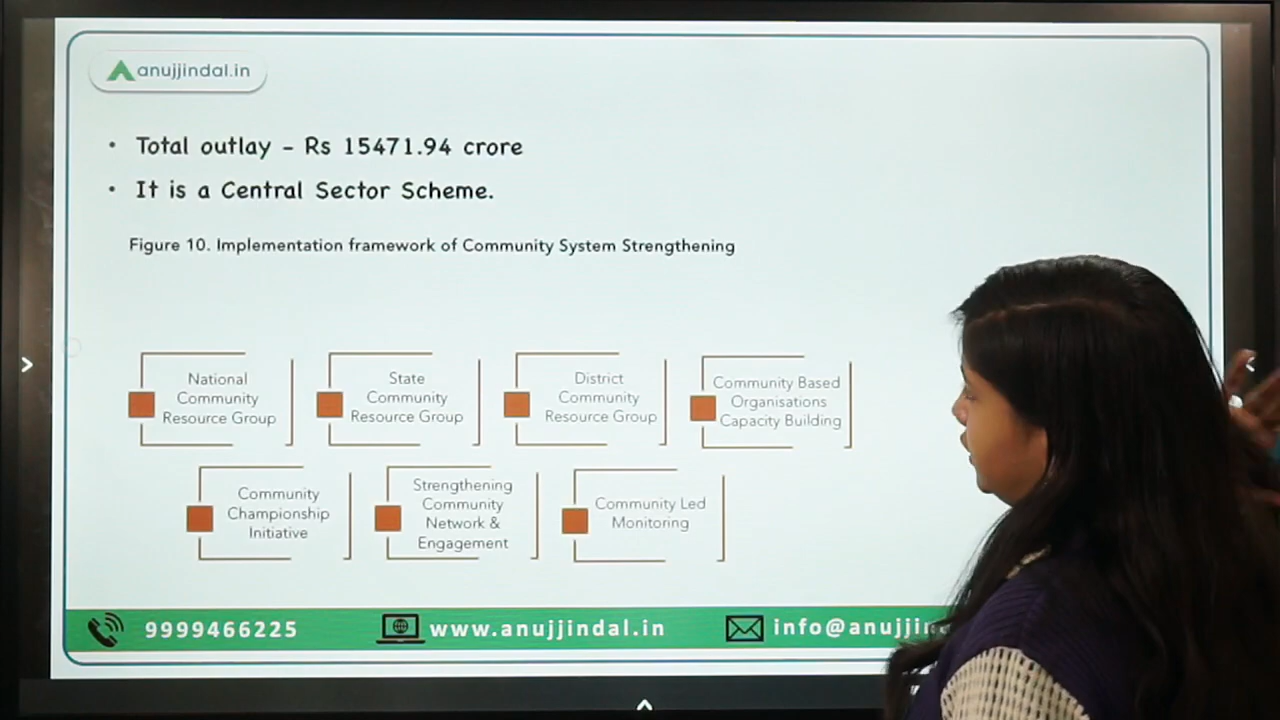 anujjindal.in
• Total outlay – Rs 15471.94 crore
• It is a Central Sector Scheme.
Figure 10. Implementation framework of Community System Strengthening
National
Community
Resource Group
State
Community
Resource Group
District
Community
Resource Group
Community Based
Organisations
Capacity Building
Community
Championship
Initiative
Strengthening
Community
Network &
Engagement
Community Led
Monitoring
9999466225
www.anujjindal.in